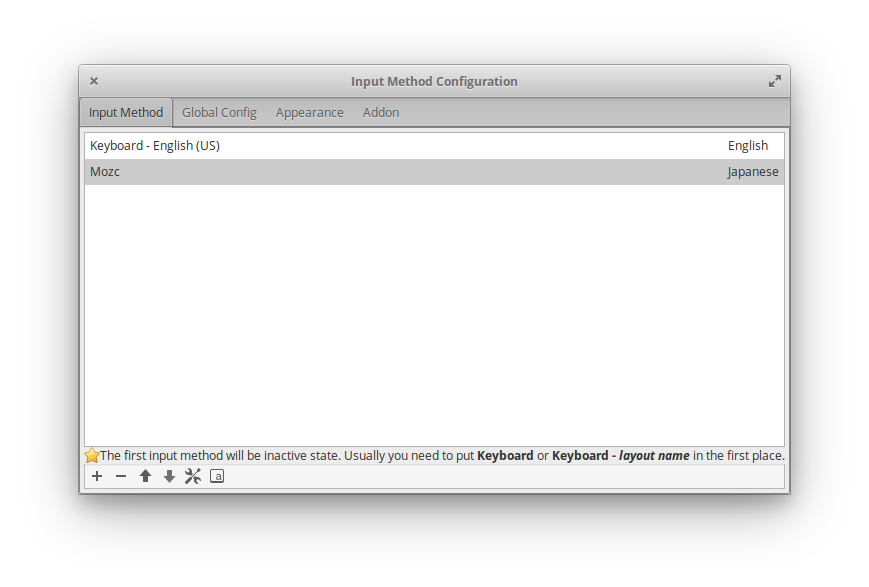 Input Method Configuration
Input Method Global Config Appearance Addon
Keyboard - English (US) English
Mozc Japanese
The first input method will be inactive state. Usually you need to put Keyboard or Keyboard - layout name in the first place.
a